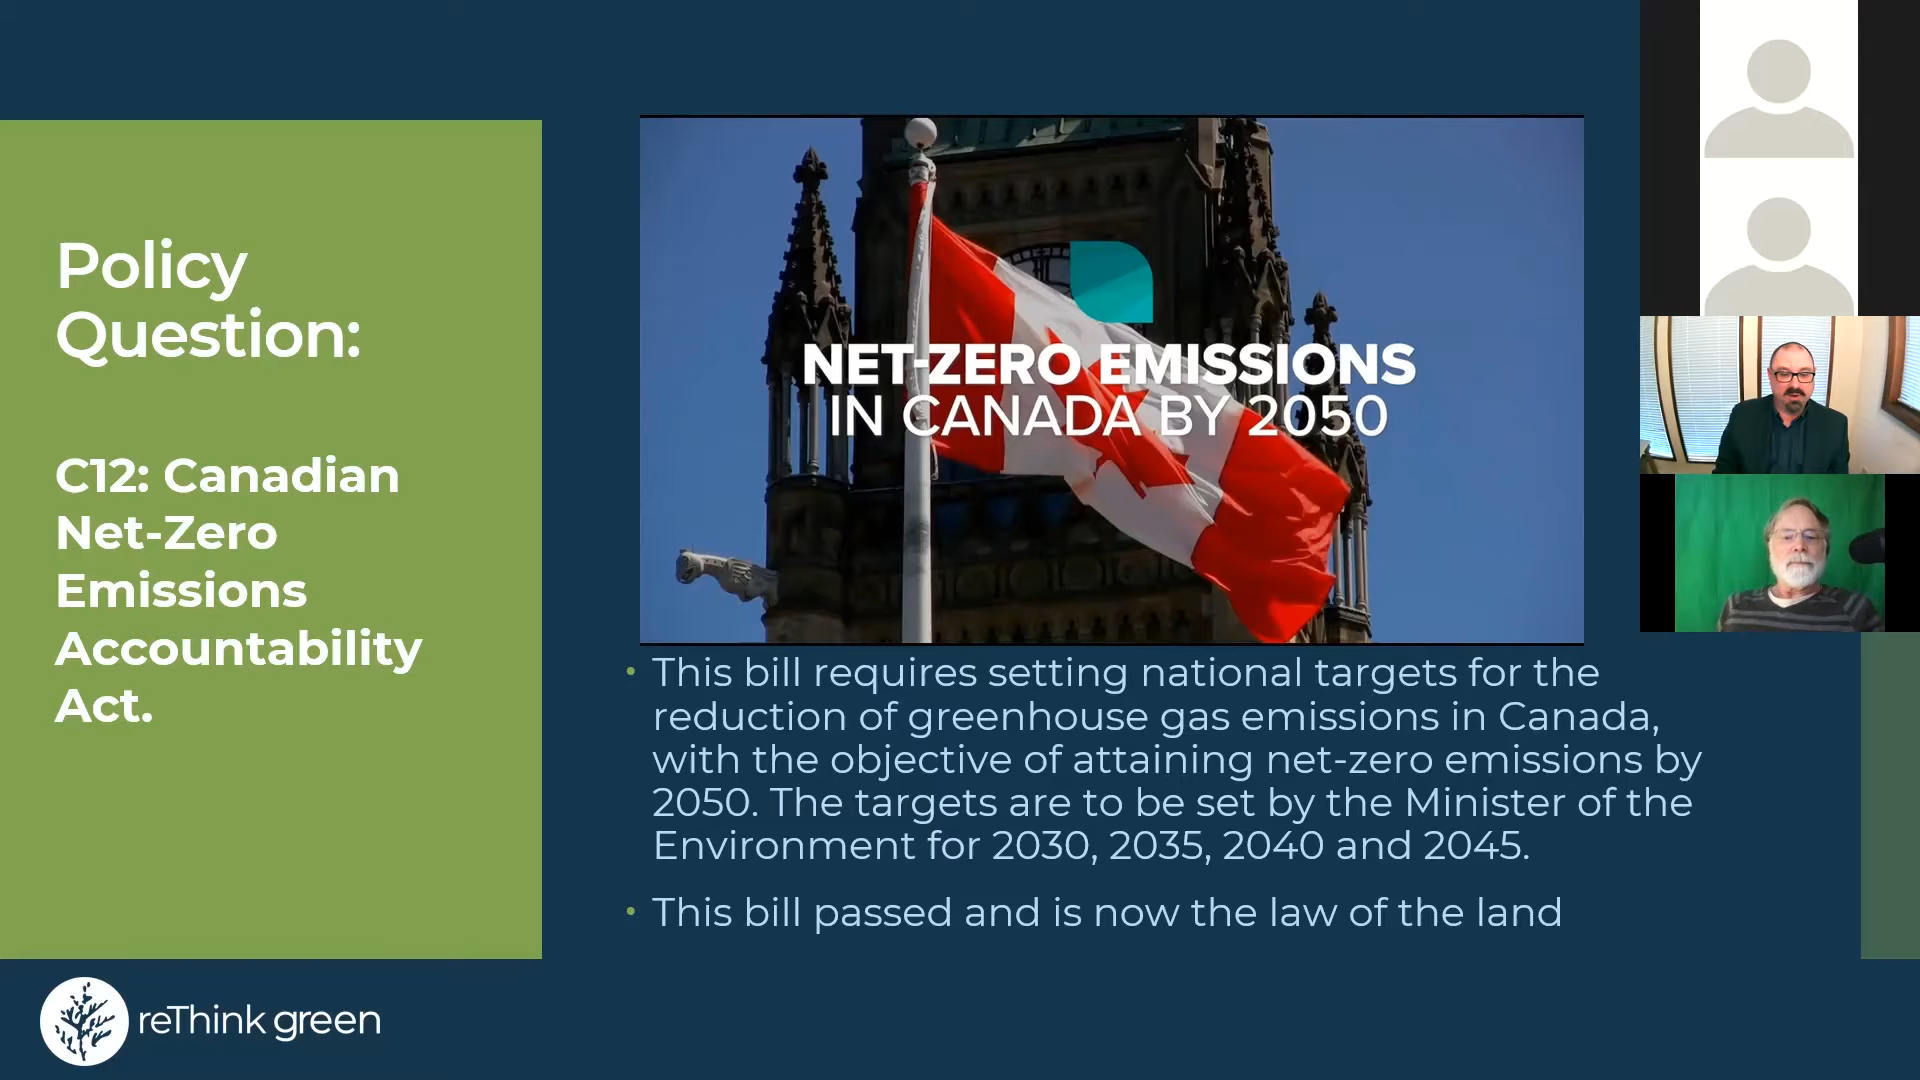 Policy
Question:
C12: Canadian
Net-Zero
Emissions
Accountability
Act.
NET-ZERO EMISSIONS
IN CANADA BY 2050
• This bill requires setting national targets for the
reduction of greenhouse gas emissions in Canada,
with the objective of attaining net-zero emissions by
2050. The targets are to be set by the Minister of the
Environment for 2030, 2035, 2040 and 2045.
• This bill passed and is now the law of the land
reThink green